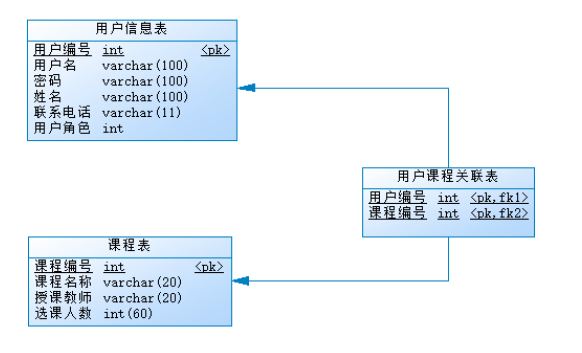 用户信息表
用户编号 int <pk>
用户名 varchar(100)
密码 varchar(100)
姓名 varchar(100)
联系电话 varchar(11)
用户角色 int
用户课程关联表
用户编号 int <pk,fk1>
课程编号 int <pk,fk2>
课程表
课程编号 int <pk>
课程名称 varchar(20)
授课教师 varchar(20)
选课人数 int(60)